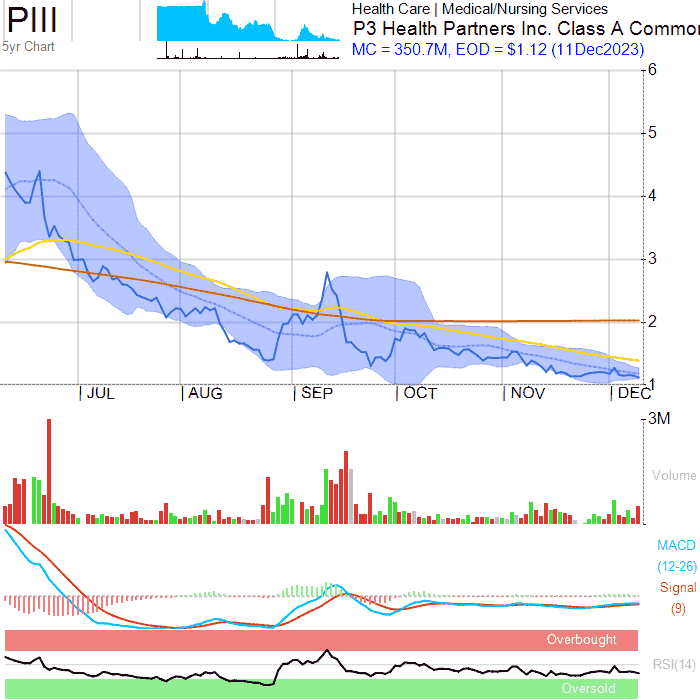 PIII
5yr Chart
Health Care | Medical/Nursing Services
P3 Health Partners Inc. Class A Commo
MC = 350.7M, EOD = $1.12 (11Dec2023)
6
5
4
3
2
1
JUL AUG SEP OCT NOV DEC
3M
Volume
MACD
(12-26)
Signal
(9)
Overbought
RSI(14)
Oversold